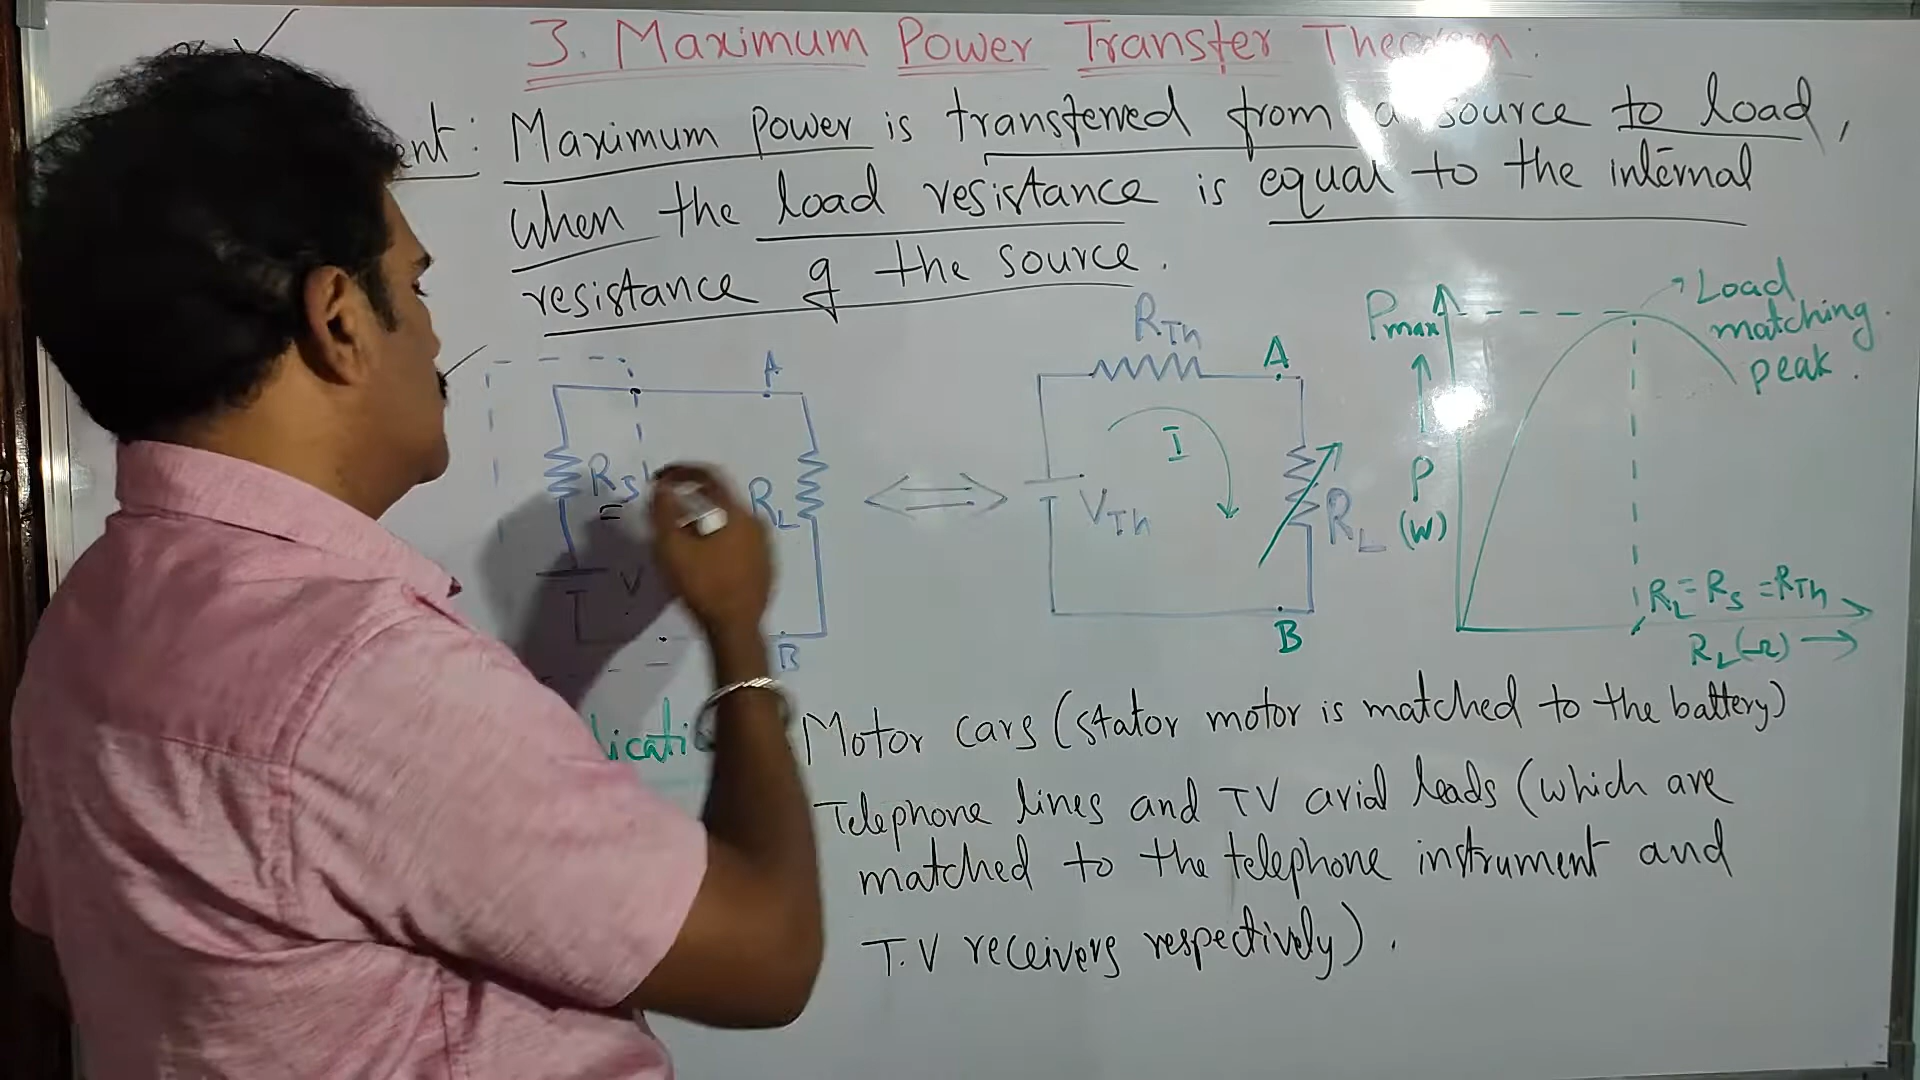 3. Maximum Power Transfer Theorem:
ent: Maximum power is transferred from a source to load,
when the load resistance is equal to the internal
resistance of the source.
A
RS
RL
V
B
RTh
A
I
VTh
RL
B
Pmax
Load
matching
peak.
P
(W)
RL = RS = RTh
RL(Ω)
licati
Motor cars (stator motor is matched to the battery)
Telephone lines and TV arial leads (which are
matched to the telephone instrument and
T.V receivers respectively).